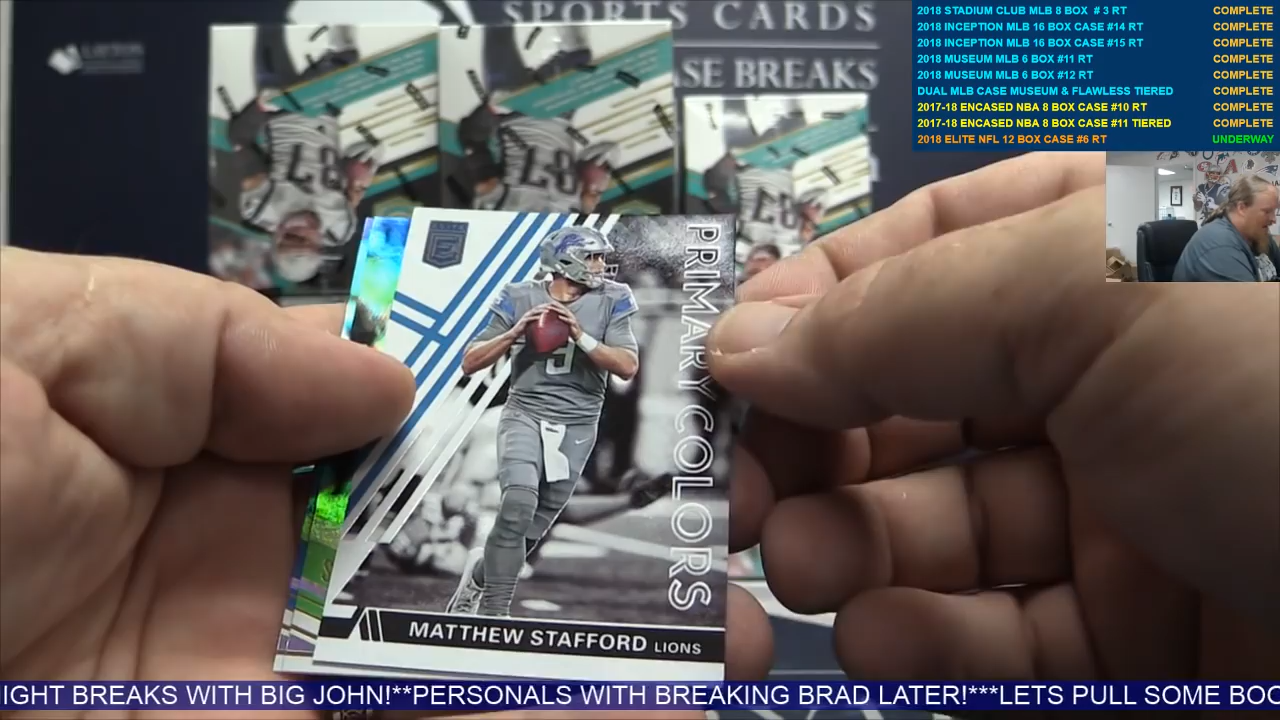 SPORTS CARDS
SE BREAKS
2018 STADIUM CLUB MLB 8 BOX # 3 RT COMPLETE
2018 INCEPTION MLB 16 BOX CASE #14 RT COMPLETE
2018 INCEPTION MLB 16 BOX CASE #15 RT COMPLETE
2018 MUSEUM MLB 6 BOX #11 RT COMPLETE
2018 MUSEUM MLB 6 BOX #12 RT COMPLETE
DUAL MLB CASE MUSEUM & FLAWLESS TIERED COMPLETE
2017-18 ENCASED NBA 8 BOX CASE #10 RT COMPLETE
2017-18 ENCASED NBA 8 BOX CASE #11 TIERED COMPLETE
2018 ELITE NFL 12 BOX CASE #6 RT UNDERWAY
87
87
87
ELITE
PRIMARY COLORS
9
MATTHEW STAFFORD LIONS
IGHT BREAKS WITH BIG JOHN!**PERSONALS WITH BREAKING BRAD LATER!***LETS PULL SOME BOO